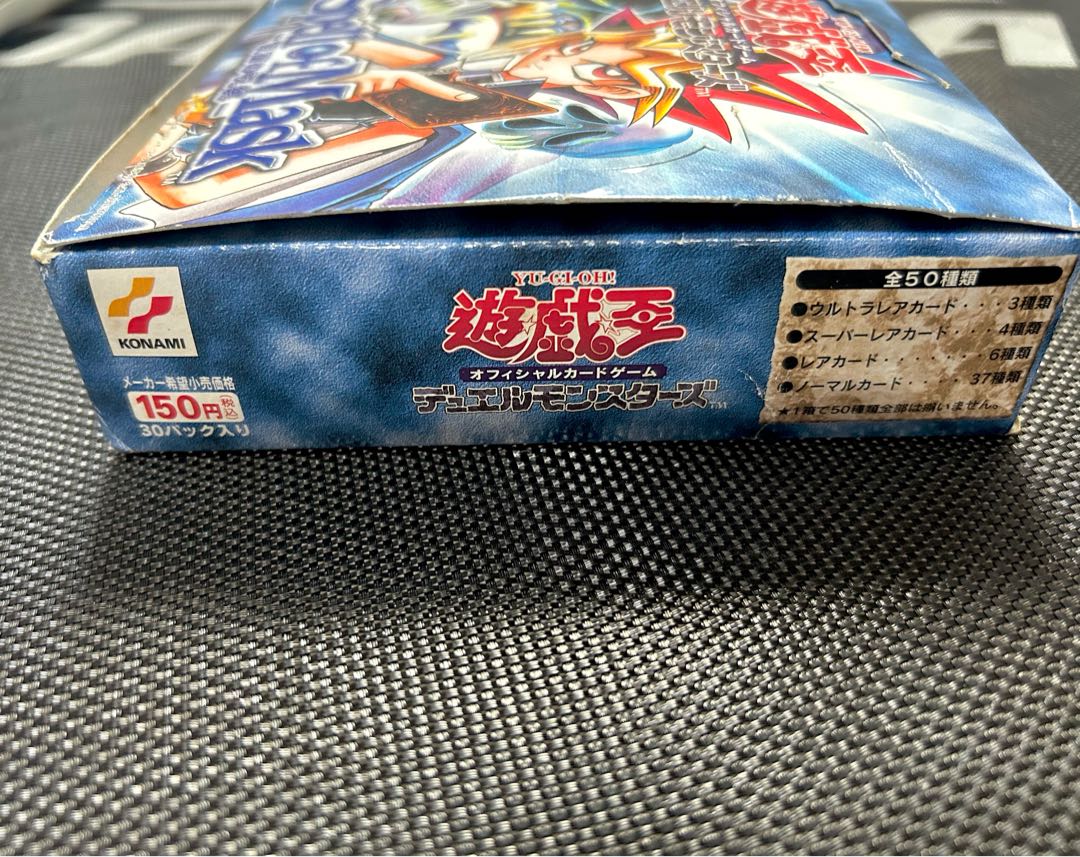 Mask
KONAMI
メーカー希望小売価格
150円税込
30パック入り
YU-GI-OH!
遊戯王
オフィシャルカードゲーム
デュエルモンスターズ™
全50種類
●ウルトラレアカード・・・3種類
●スーパーレアカード・・・4種類
●レアカード・・・・・・・6種類
●ノーマルカード・・・・37種類
★1箱で50種類全部は揃いません。